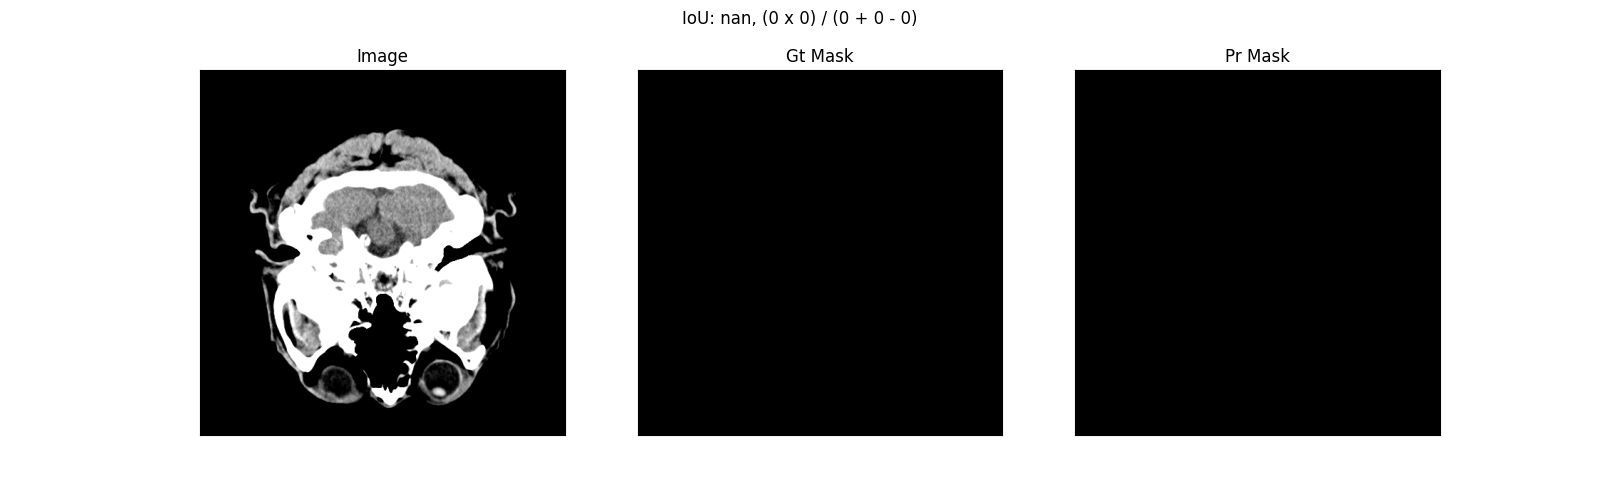 IoU: nan, (0 x 0) / (0 + 0 - 0)
Image
Gt Mask
Pr Mask